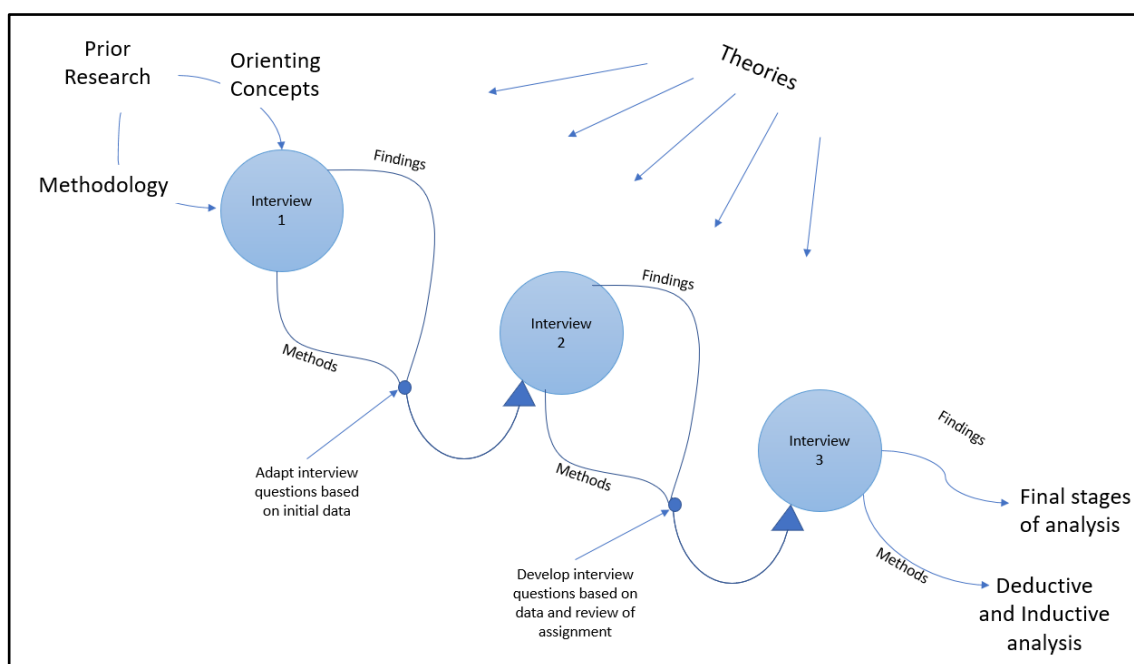 Prior
Research
Orienting
Concepts
Theories
Methodology
Findings
Interview
1
Methods
Findings
Interview
2
Methods
Adapt interview
questions based
on initial data
Findings
Interview
3
Methods
Final stages
of analysis
Develop interview
questions based on
data and review of
assignment
Deductive
and Inductive
analysis